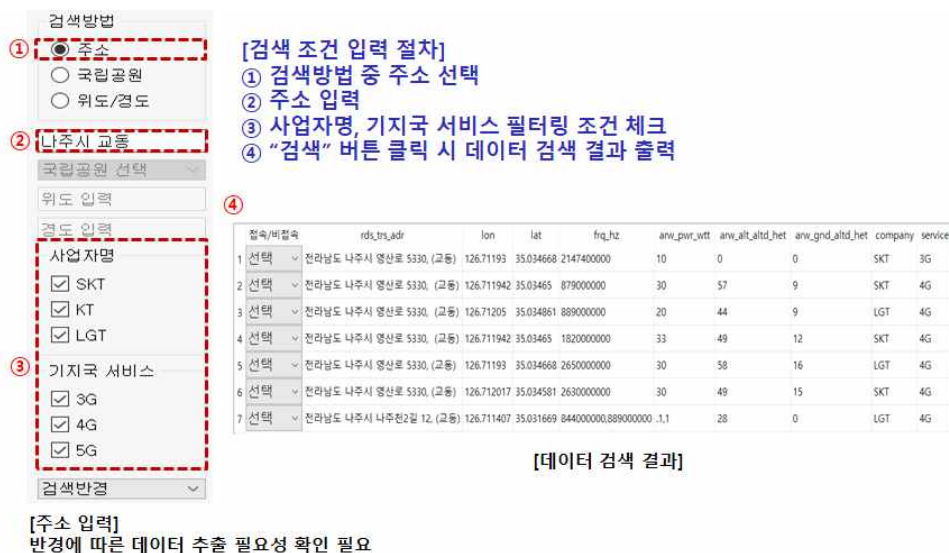 검색방법
① 주소
국립공원
위도/경도
② 나주시 교동
국립공원 선택
위도 입력
경도 입력
사업자명
SKT
KT
LGT
③ 기지국 서비스
3G
4G
5G
검색반경
[주소 입력]
반경에 따른 데이터 추출 필요성 확인 필요
[검색 조건 입력 절차]
① 검색방법 중 주소 선택
② 주소 입력
③ 사업자명, 기지국 서비스 필터링 조건 체크
④ “검색” 버튼 클릭 시 데이터 검색 결과 출력
④
접속/비접속 rds_trs_adr lon lat frq_hz arw_pwr_wtt arw_alt_altd_het arw_gnd_altd_het company service
1 선택 전라남도 나주시 영산로 5330, (교동) 126.71193 35.034668 2147400000 10 0 0 SKT 3G
2 선택 전라남도 나주시 영산로 5330, (교동) 126.711942 35.03465 879000000 30 57 9 SKT 4G
3 선택 전라남도 나주시 영산로 5330, (교동) 126.71205 35.034861 889000000 20 44 9 LGT 4G
4 선택 전라남도 나주시 영산로 5330, (교동) 126.711942 35.03465 1820000000 33 49 12 SKT 4G
5 선택 전라남도 나주시 영산로 5330, (교동) 126.71193 35.034668 2650000000 30 58 16 LGT 4G
6 선택 전라남도 나주시 영산로 5330, (교동) 126.712017 35.034581 2630000000 30 49 15 SKT 4G
7 선택 전라남도 나주시 나주천2길 12, (교동) 126.711407 35.031669 844000000,889000000 .1,1 28 0 LGT 4G
[데이터 검색 결과]